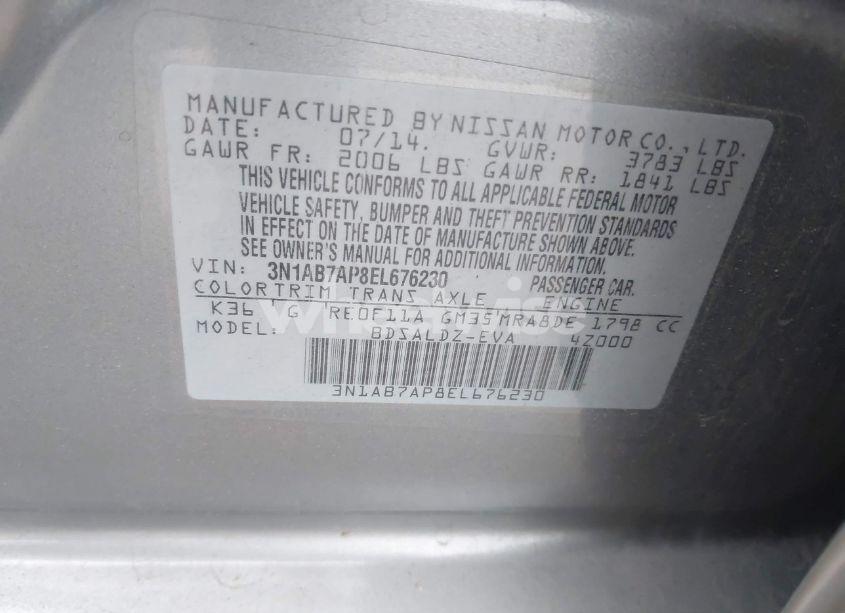 MANUFACTURED BY NISSAN MOTOR CO., LTD.
DATE: 07/14. GVWR: 3783 LBS
GAWR FR: 2006 LBS GAWR RR: 1841 LBS
THIS VEHICLE CONFORMS TO ALL APPLICABLE FEDERAL MOTOR
VEHICLE SAFETY, BUMPER AND THEFT PREVENTION STANDARDS
IN EFFECT ON THE DATE OF MANUFACTURE SHOWN ABOVE.
SEE OWNER'S MANUAL FOR ADDITIONAL INFORMATION.
VIN: 3N1AB7AP8EL676230 PASSENGER CAR.
COLOR TRIM TRANS AXLE ENGINE
K36 G RE0F11A GM35 MRA8DE 1798 CC
MODEL: BDSALDZ-EVA 4Z000
3N1AB7AP8EL676230